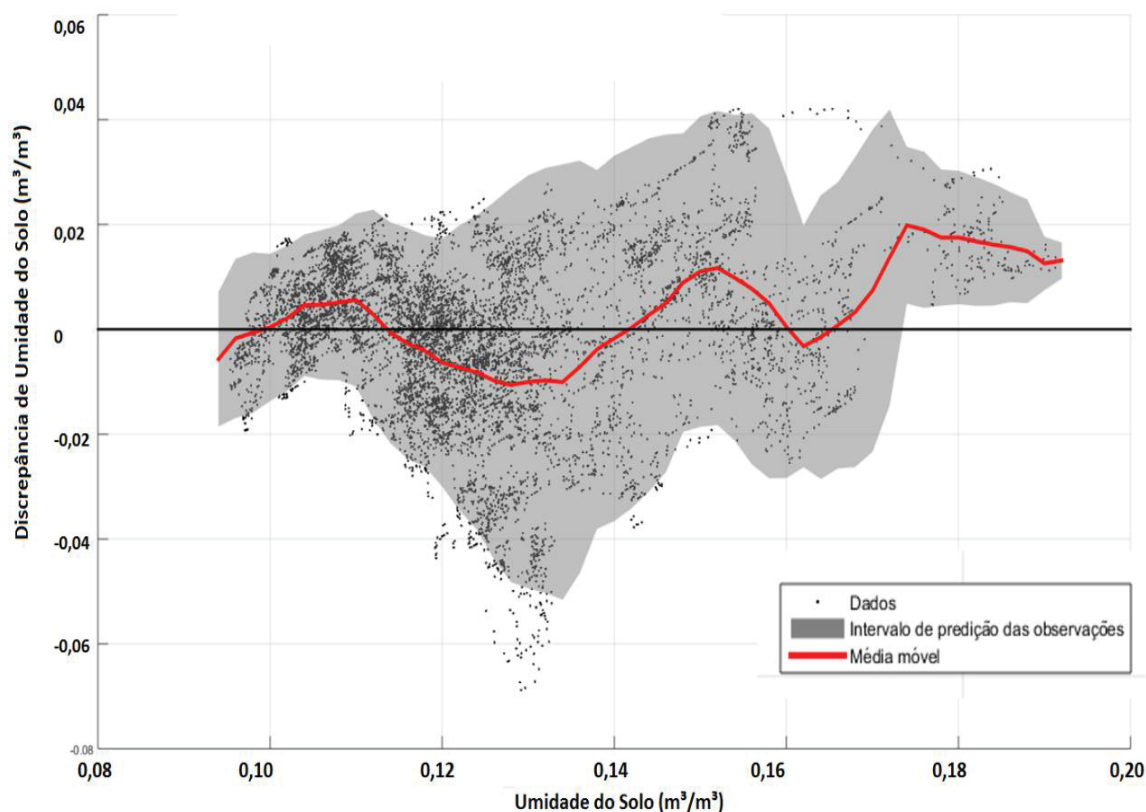 0,06
0,04
0,02
0
-0,02
-0,04
-0,06
-0.08
Discrepância de Umidade do Solo (m³/m³)
Dados
Intervalo de predição das observações
Média móvel
0,08 0,10 0,12 0,14 0,16 0,18 0,20
Umidade do Solo (m³/m³)